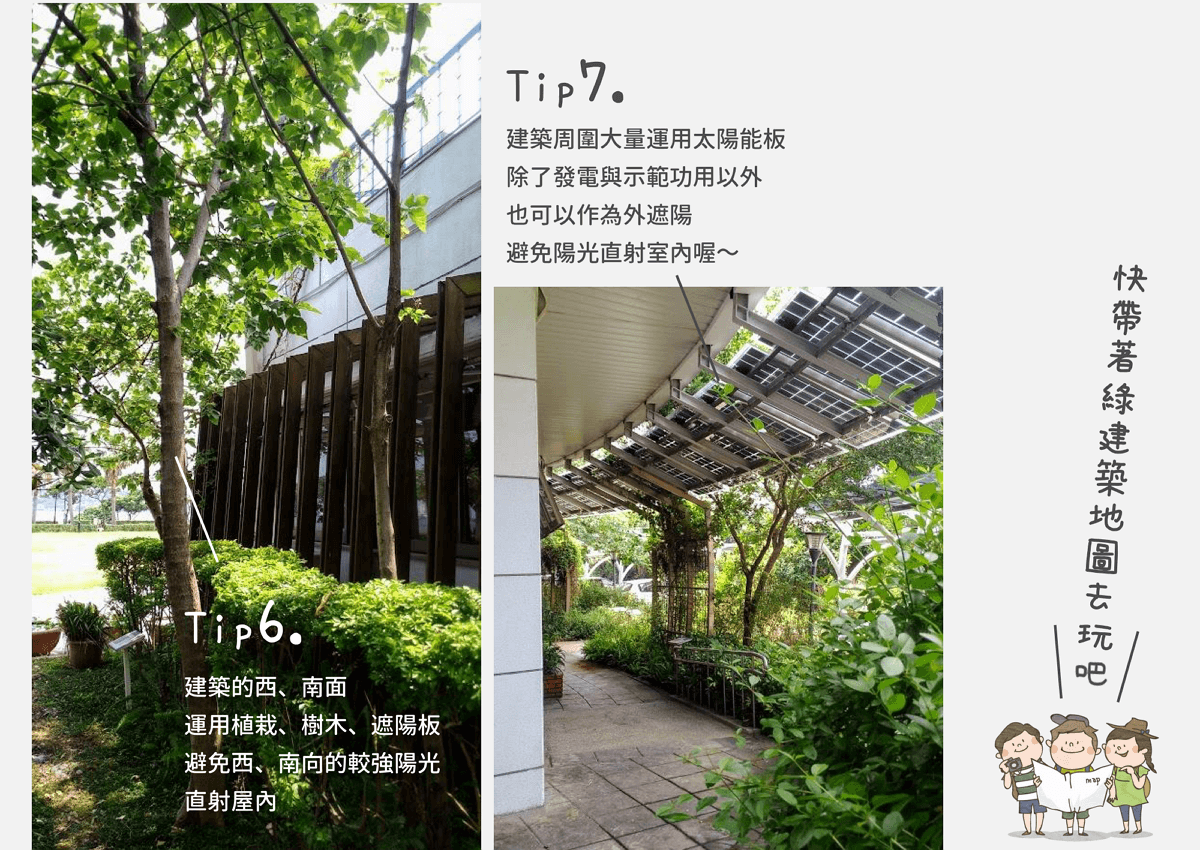 Tip6.
建築的西、南面
運用植栽、樹木、遮陽板
避免西、南向的較強陽光
直射屋內
Tip7.
建築周圍大量運用太陽能板
除了發電與示範功用以外
也可以作為外遮陽
避免陽光直射室內喔～
快帶著綠建築地圖去玩吧
map